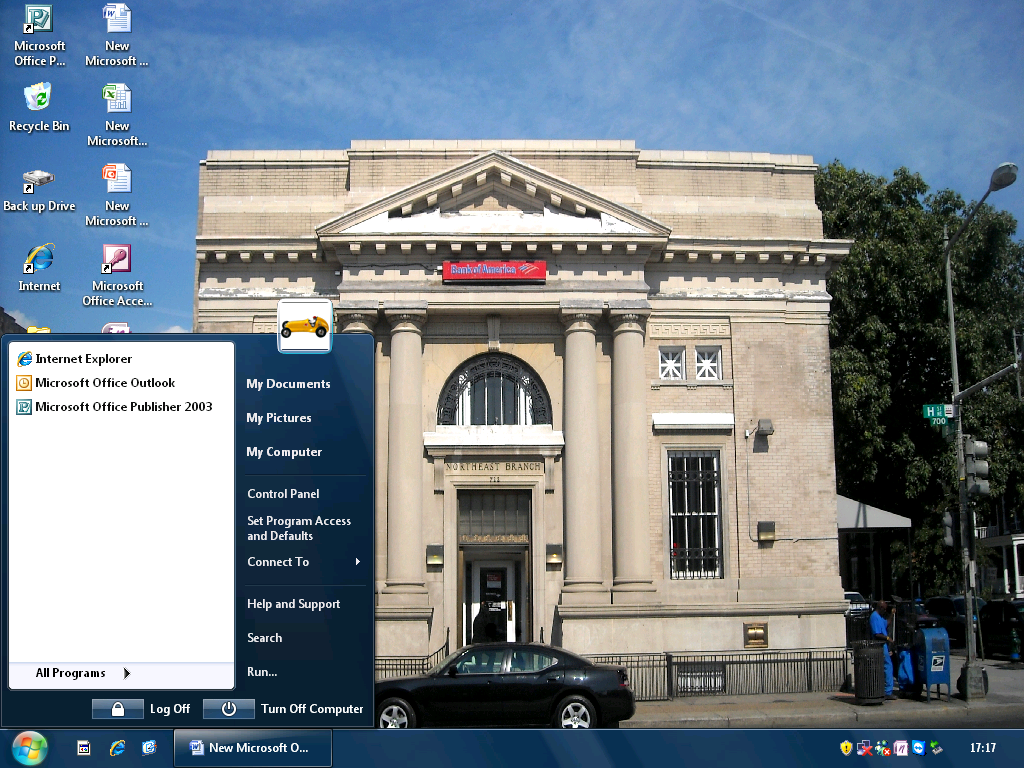 Microsoft
Office P...
New
Microsoft ...
Recycle Bin
New
Microsoft...
Back up Drive
New
Microsoft ...
Internet
Microsoft
Office Acce...
Bank of America
NORTHEAST BRANCH
712
H ST
NE
700
Internet Explorer
Microsoft Office Outlook
Microsoft Office Publisher 2003
All Programs
My Documents
My Pictures
My Computer
Control Panel
Set Program Access
and Defaults
Connect To
Help and Support
Search
Run...
Log Off
Turn Off Computer
New Microsoft O...
17:17